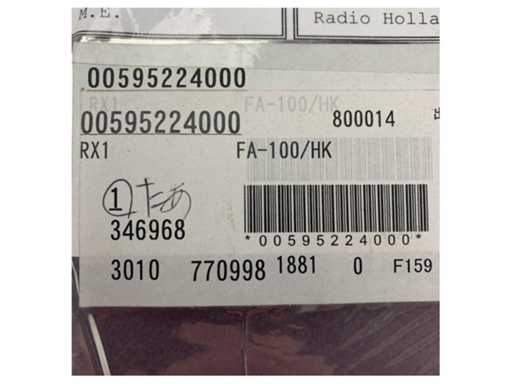 M.E.
Radio Holla
00595224000
RX1 FA-100/HK
00595224000 800014
RX1 FA-100/HK
① たあ
346968 *00595224000*
3010 770998 1881 0 F159